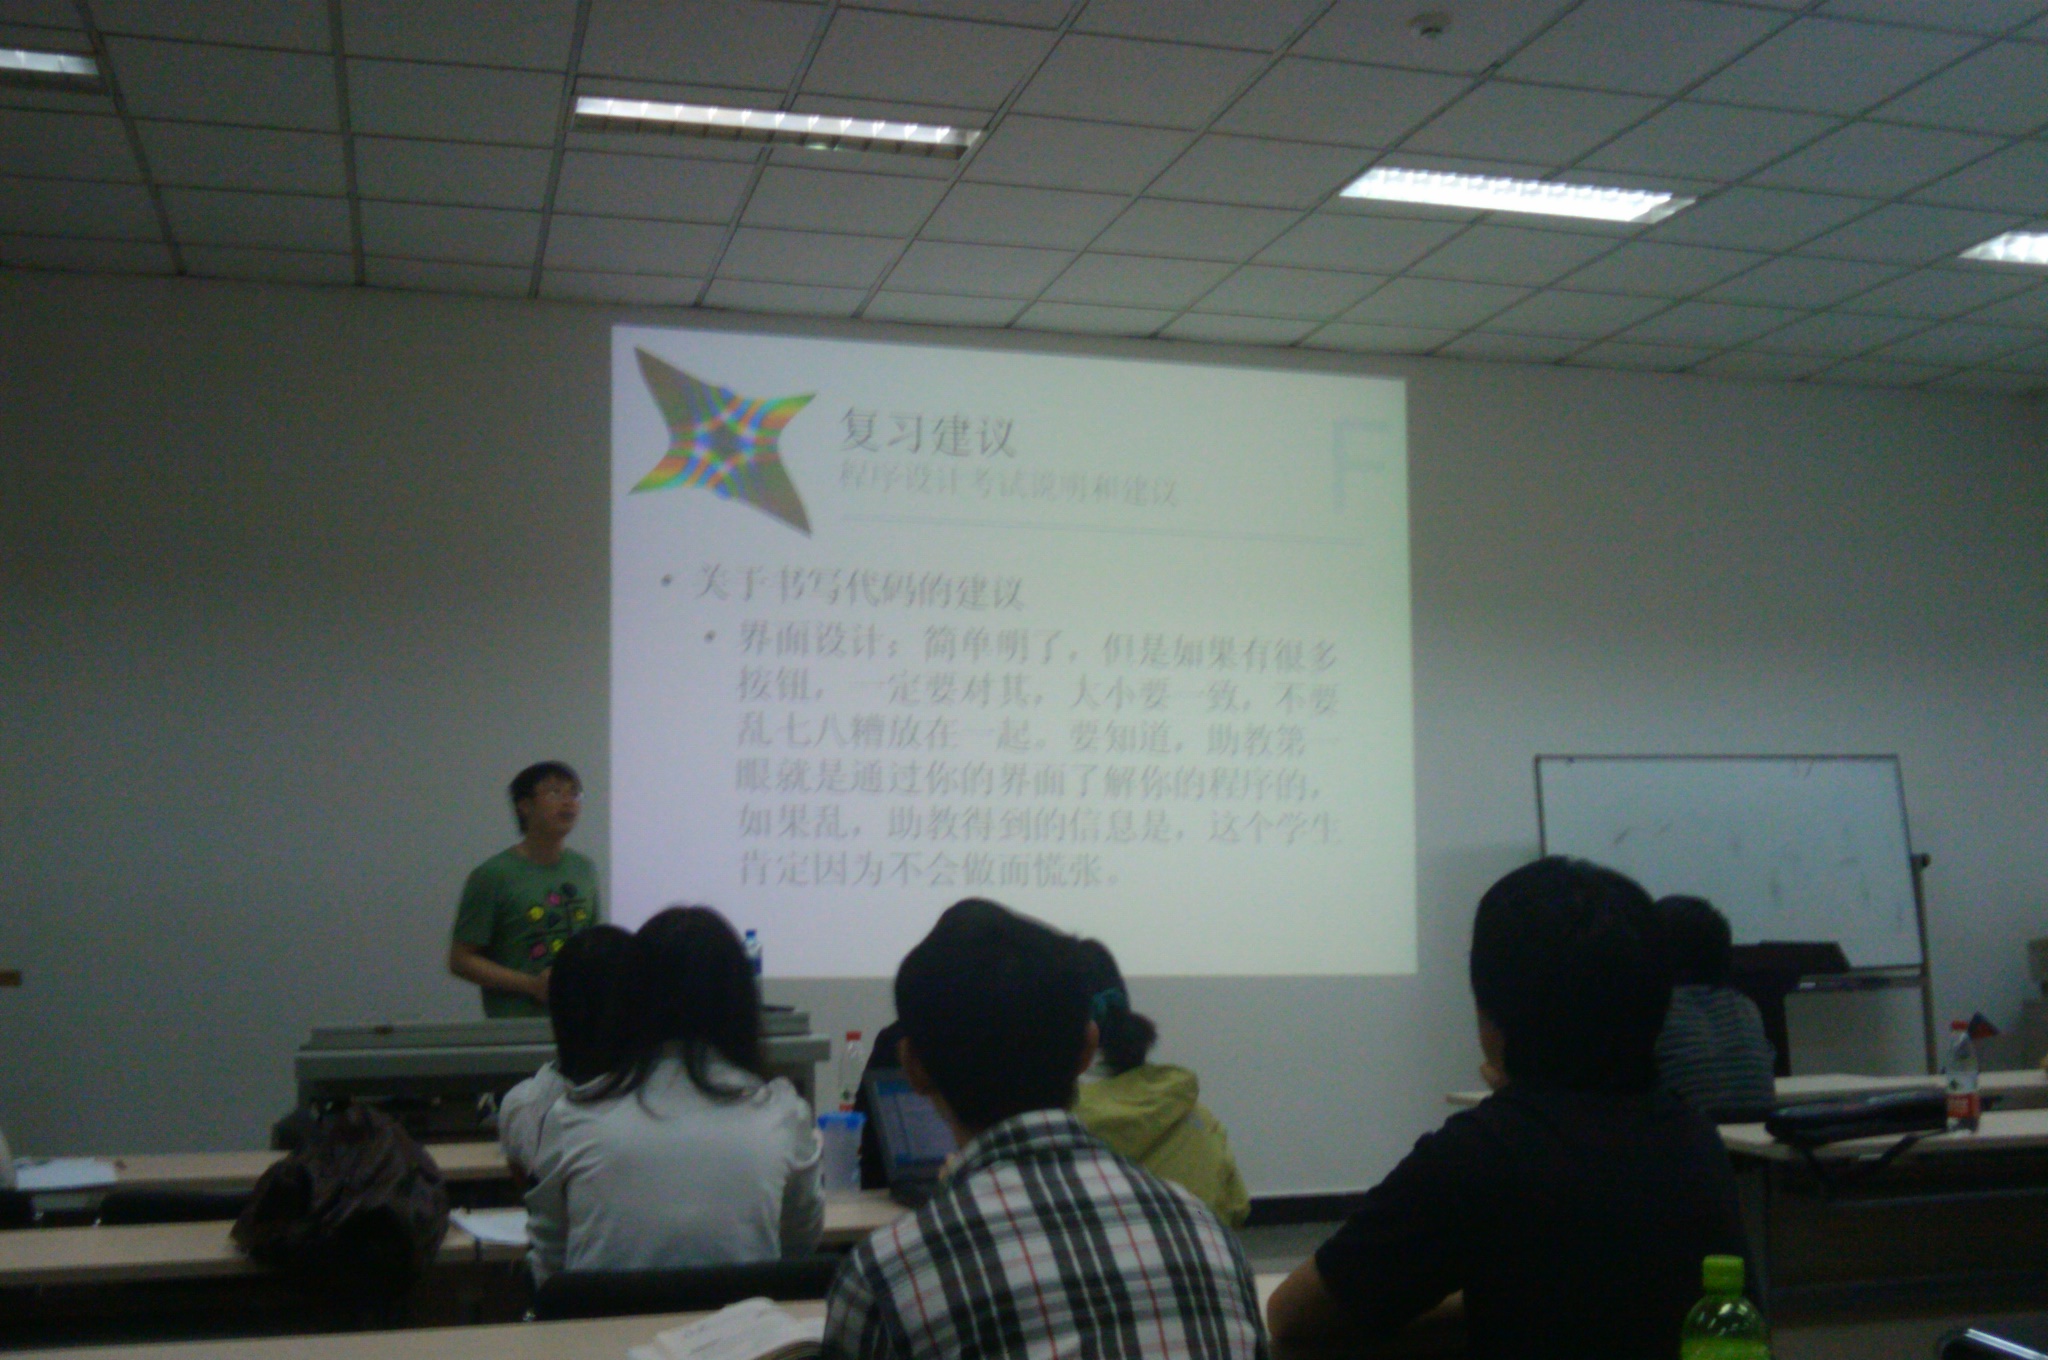 复习建议
F
程序设计考试说明和建议
• 关于书写代码的建议
• 界面设计：简单明了，但是如果有很多
按钮，一定要对其，大小要一致，不要
乱七八糟放在一起。要知道，助教第一
眼就是通过你的界面了解你的程序的，
如果乱，助教得到的信息是，这个学生
肯定因为不会做而慌张。